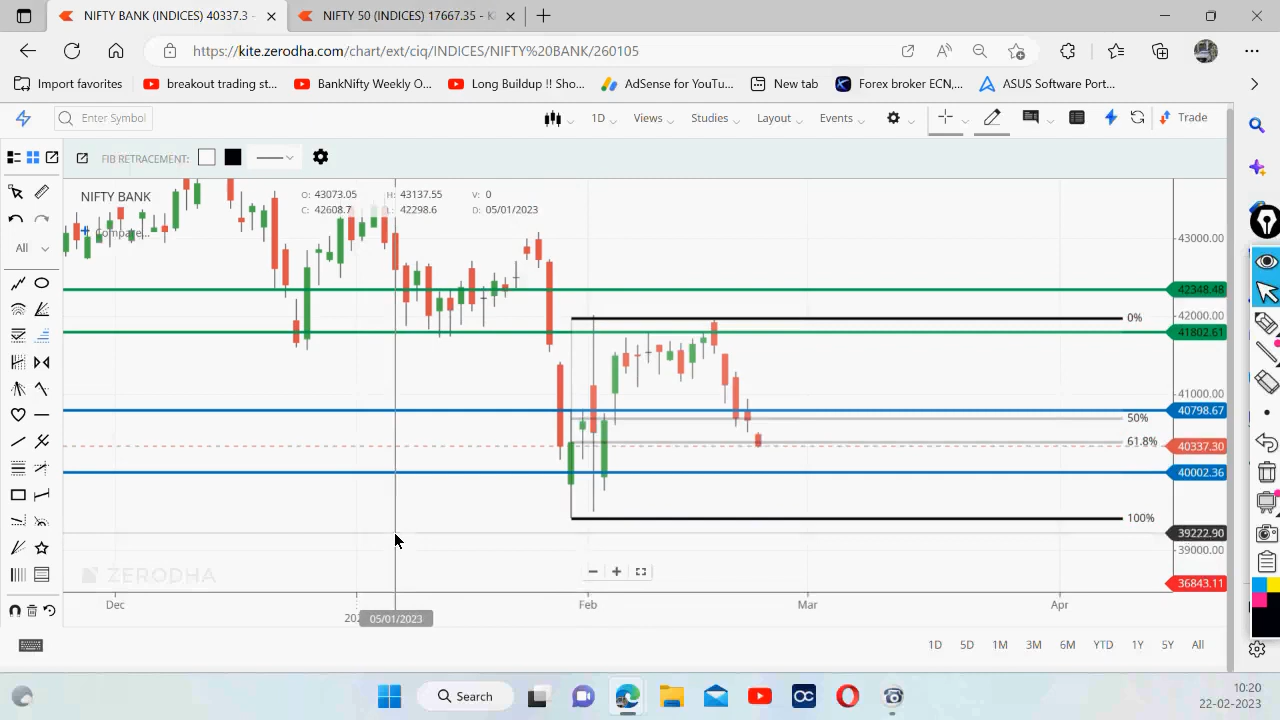 NIFTY BANK (INDICES) 40337.3 -
NIFTY 50 (INDICES) 17667.35 - K
https://kite.zerodha.com/chart/ext/ciq/INDICES/NIFTY%20BANK/260105
Import favorites
breakout trading st...
BankNifty Weekly O...
Long Buildup !! Sho...
AdSense for YouTu...
New tab
Forex broker ECN,...
ASUS Software Port...
Enter Symbol
1D
Views
Studies
Layout
Events
Trade
FIB RETRACEMENT:
NIFTY BANK
O: 43073.05 H: 43137.55 V: 0
C: 42608.7 L: 42298.6 D: 05/01/2023
Compare...
All
43000.00
42348.48
0%
42000.00
41802.61
41000.00
40798.67
50%
61.8%
40337.30
40002.36
100%
39222.90
39000.00
ZERODHA
36843.11
Dec
Feb
Mar
Apr
05/01/2023
1D 5D 1M 3M 6M YTD 1Y 5Y All
Search
10:20
22-02-2023